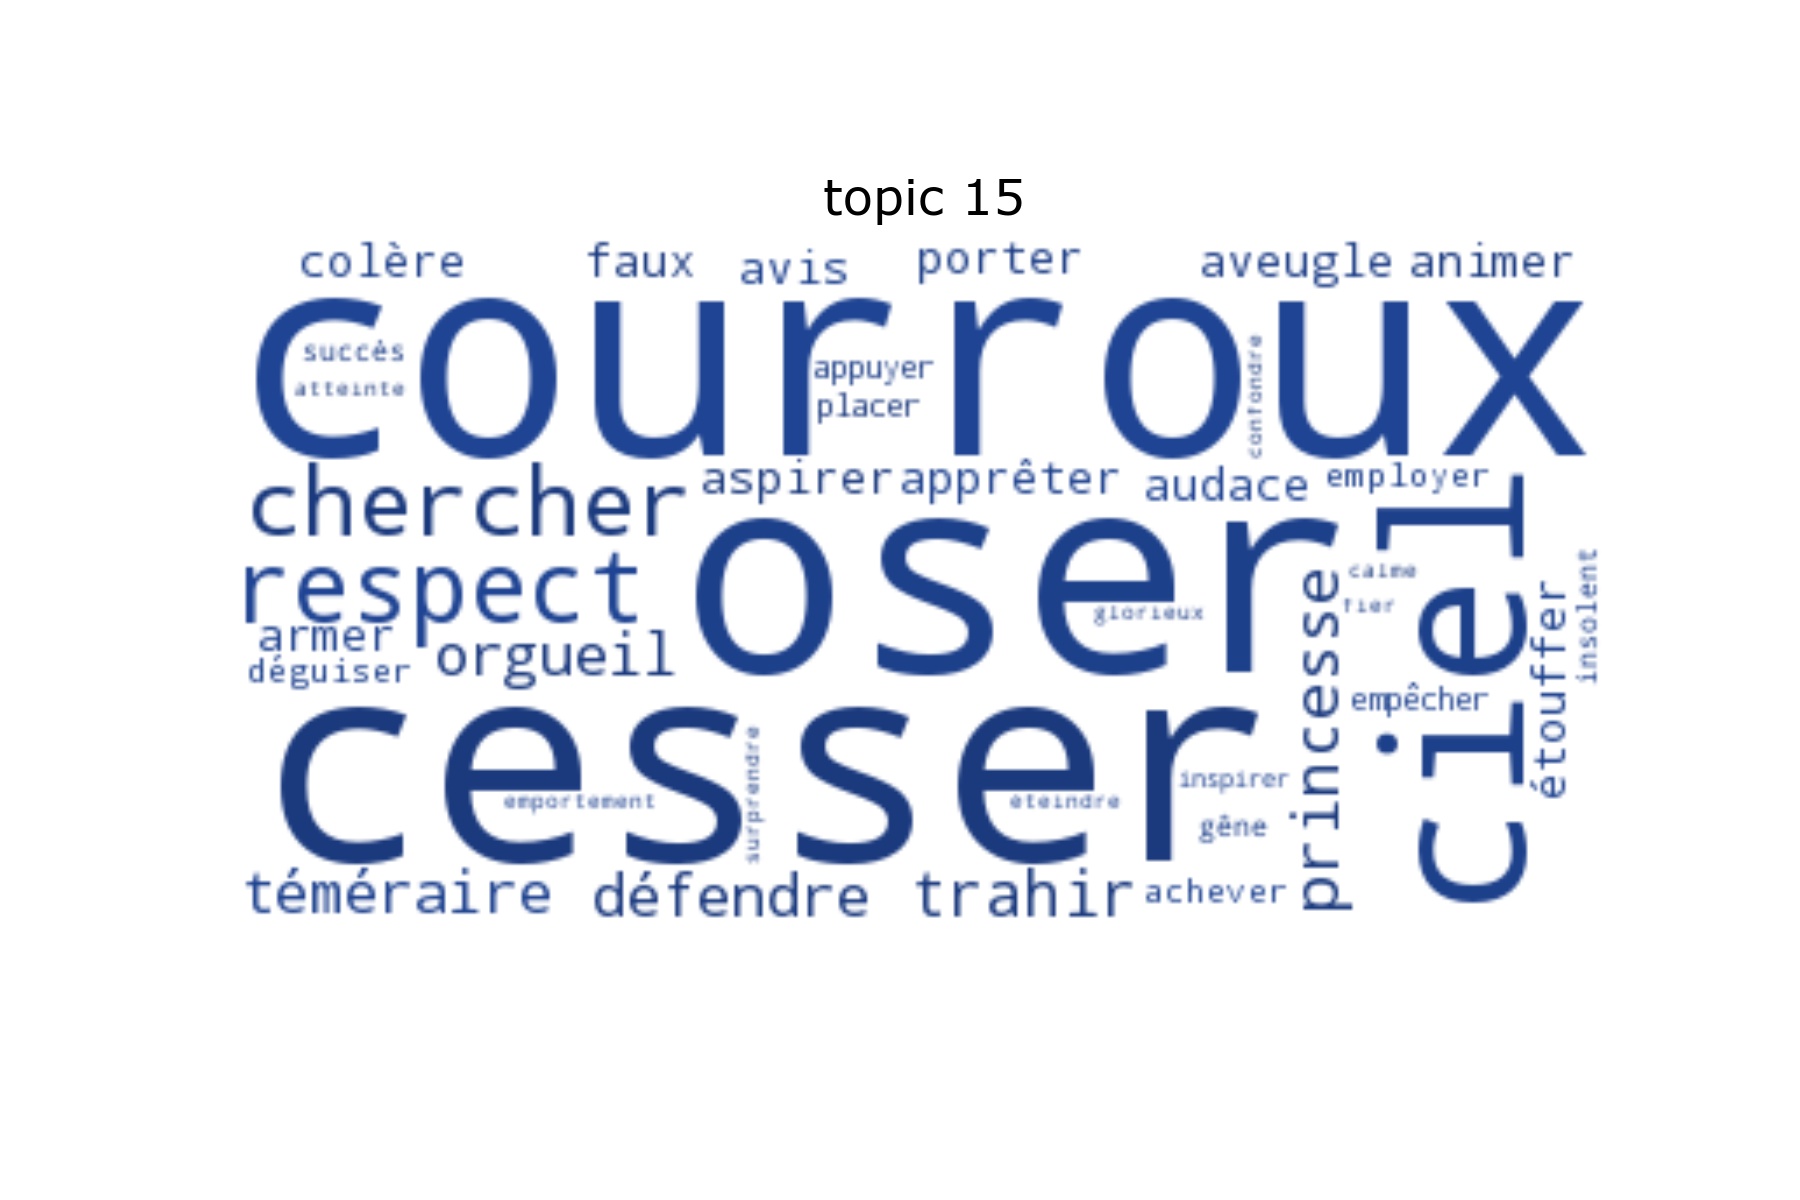 topic 15
colère faux avis porter aveugle animer
courroux
succès
atteinte
appuyer
placer
confondre
chercher aspirer apprêter audace employer
respect oser ciel
calme
fier
glorieux
princesse
étouffer
insolent
armer
déguiser orgueil
empêcher
cesser
emportement
surprendre
éteindre
inspirer
gêne
téméraire défendre trahir achever